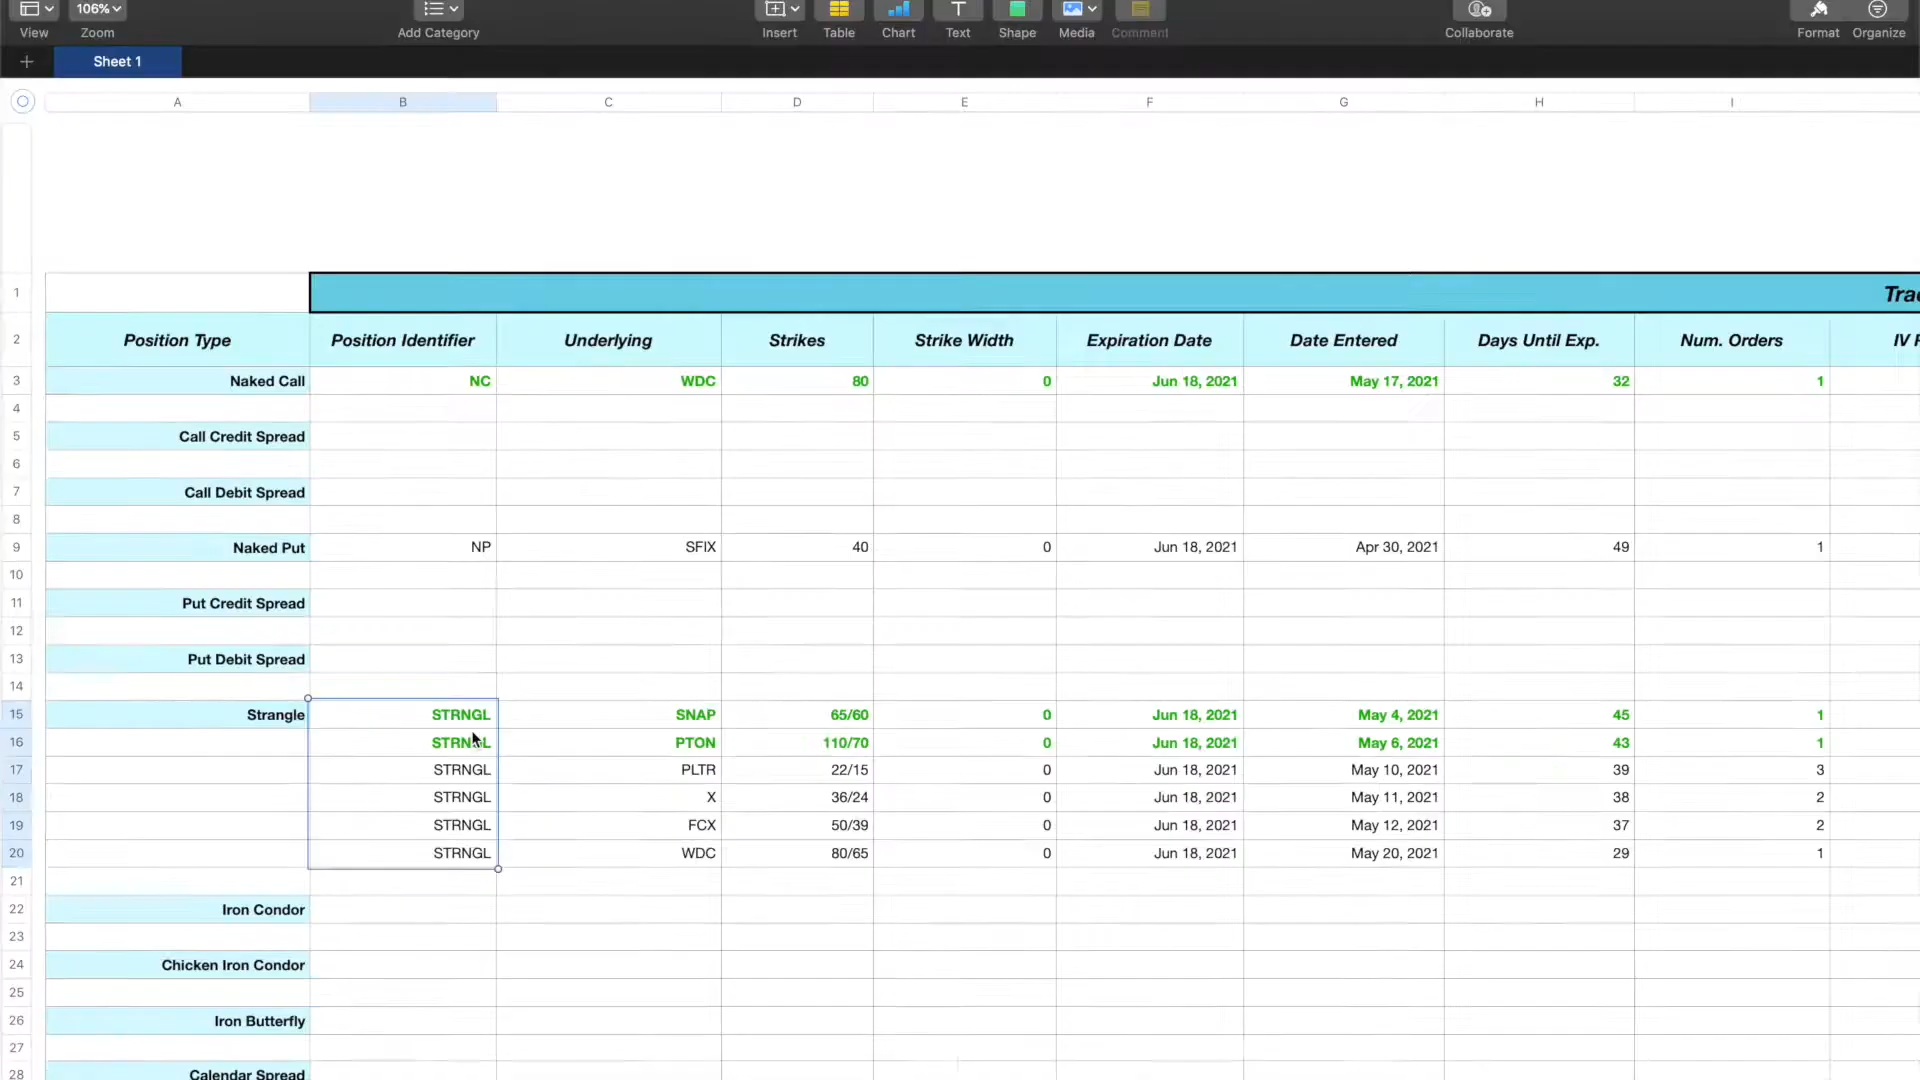 106%
View Zoom Add Category Insert Table Chart Text Shape Media Comment Collaborate Format Organize
+ Sheet 1
A B C D E F G H I
1
2 Position Type Position Identifier Underlying Strikes Strike Width Expiration Date Date Entered Days Until Exp. Num. Orders IV
3 Naked Call NC WDC 80 0 Jun 18, 2021 May 17, 2021 32 1
4
5 Call Credit Spread
6
7 Call Debit Spread
8
9 Naked Put NP SFIX 40 0 Jun 18, 2021 Apr 30, 2021 49 1
10
11 Put Credit Spread
12
13 Put Debit Spread
14
15 Strangle STRNGL SNAP 65/60 0 Jun 18, 2021 May 4, 2021 45 1
16 STRNGL PTON 110/70 0 Jun 18, 2021 May 6, 2021 43 1
17 STRNGL PLTR 22/15 0 Jun 18, 2021 May 10, 2021 39 3
18 STRNGL X 36/24 0 Jun 18, 2021 May 11, 2021 38 2
19 STRNGL FCX 50/39 0 Jun 18, 2021 May 12, 2021 37 2
20 STRNGL WDC 80/65 0 Jun 18, 2021 May 20, 2021 29 1
21
22 Iron Condor
23
24 Chicken Iron Condor
25
26 Iron Butterfly
27
28 Calendar Spread